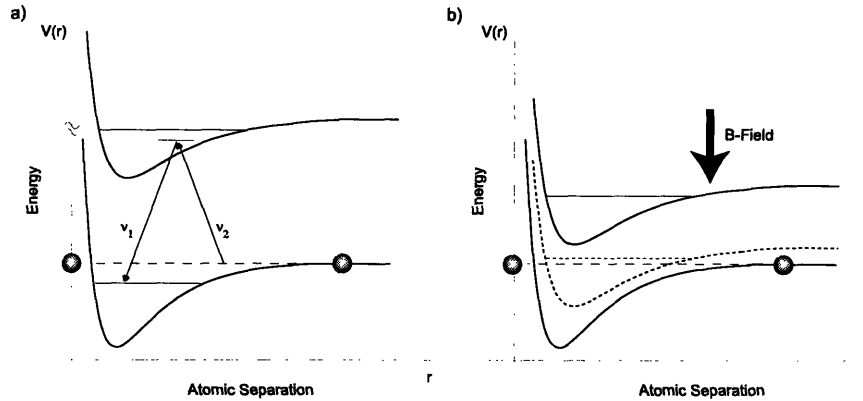 a)
V(r)
Energy
ν₁
ν₂
Atomic Separation
r
b)
V(r)
B-Field
Energy
Atomic Separation